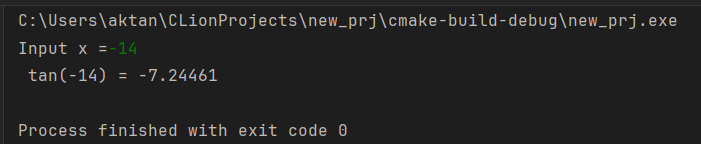 C:\Users\aktan\CLionProjects\new_prj\cmake-build-debug\new_prj.exe
Input x =-14
 tan(-14) = -7.24461
Process finished with exit code 0